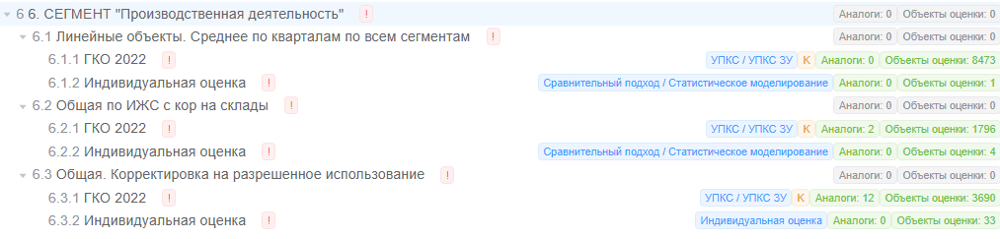 6 6. СЕГМЕНТ "Производственная деятельность" ! Аналоги: 0 Объекты оценки: 0
6.1 Линейные объекты. Среднее по кварталам по всем сегментам ! Аналоги: 0 Объекты оценки: 0
6.1.1 ГКО 2022 ! УПКС / УПКС ЗУ К Аналоги: 0 Объекты оценки: 8473
6.1.2 Индивидуальная оценка ! Сравнительный подход / Статистическое моделирование Аналоги: 0 Объекты оценки: 1
6.2 Общая по ИЖС с кор на склады ! Аналоги: 0 Объекты оценки: 0
6.2.1 ГКО 2022 ! УПКС / УПКС ЗУ К Аналоги: 2 Объекты оценки: 1796
6.2.2 Индивидуальная оценка ! Сравнительный подход / Статистическое моделирование Аналоги: 0 Объекты оценки: 4
6.3 Общая. Корректировка на разрешенное использование ! Аналоги: 0 Объекты оценки: 0
6.3.1 ГКО 2022 ! УПКС / УПКС ЗУ К Аналоги: 12 Объекты оценки: 3690
6.3.2 Индивидуальная оценка ! Индивидуальная оценка Аналоги: 0 Объекты оценки: 33